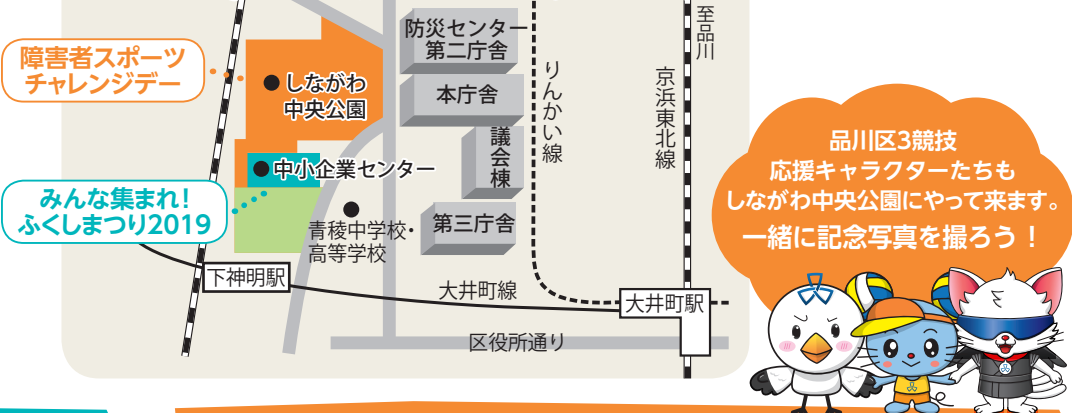 障害者スポーツ
チャレンジデー
みんな集まれ！
ふくしまつり2019
しながわ
中央公園
中小企業センター
青稜中学校・
高等学校
下神明駅
防災センター
第二庁舎
本庁舎
議会棟
第三庁舎
りんかい線
京浜東北線
至品川
大井町線
大井町駅
区役所通り
品川区3競技
応援キャラクターたちも
しながわ中央公園にやって来ます。
一緒に記念写真を撮ろう！